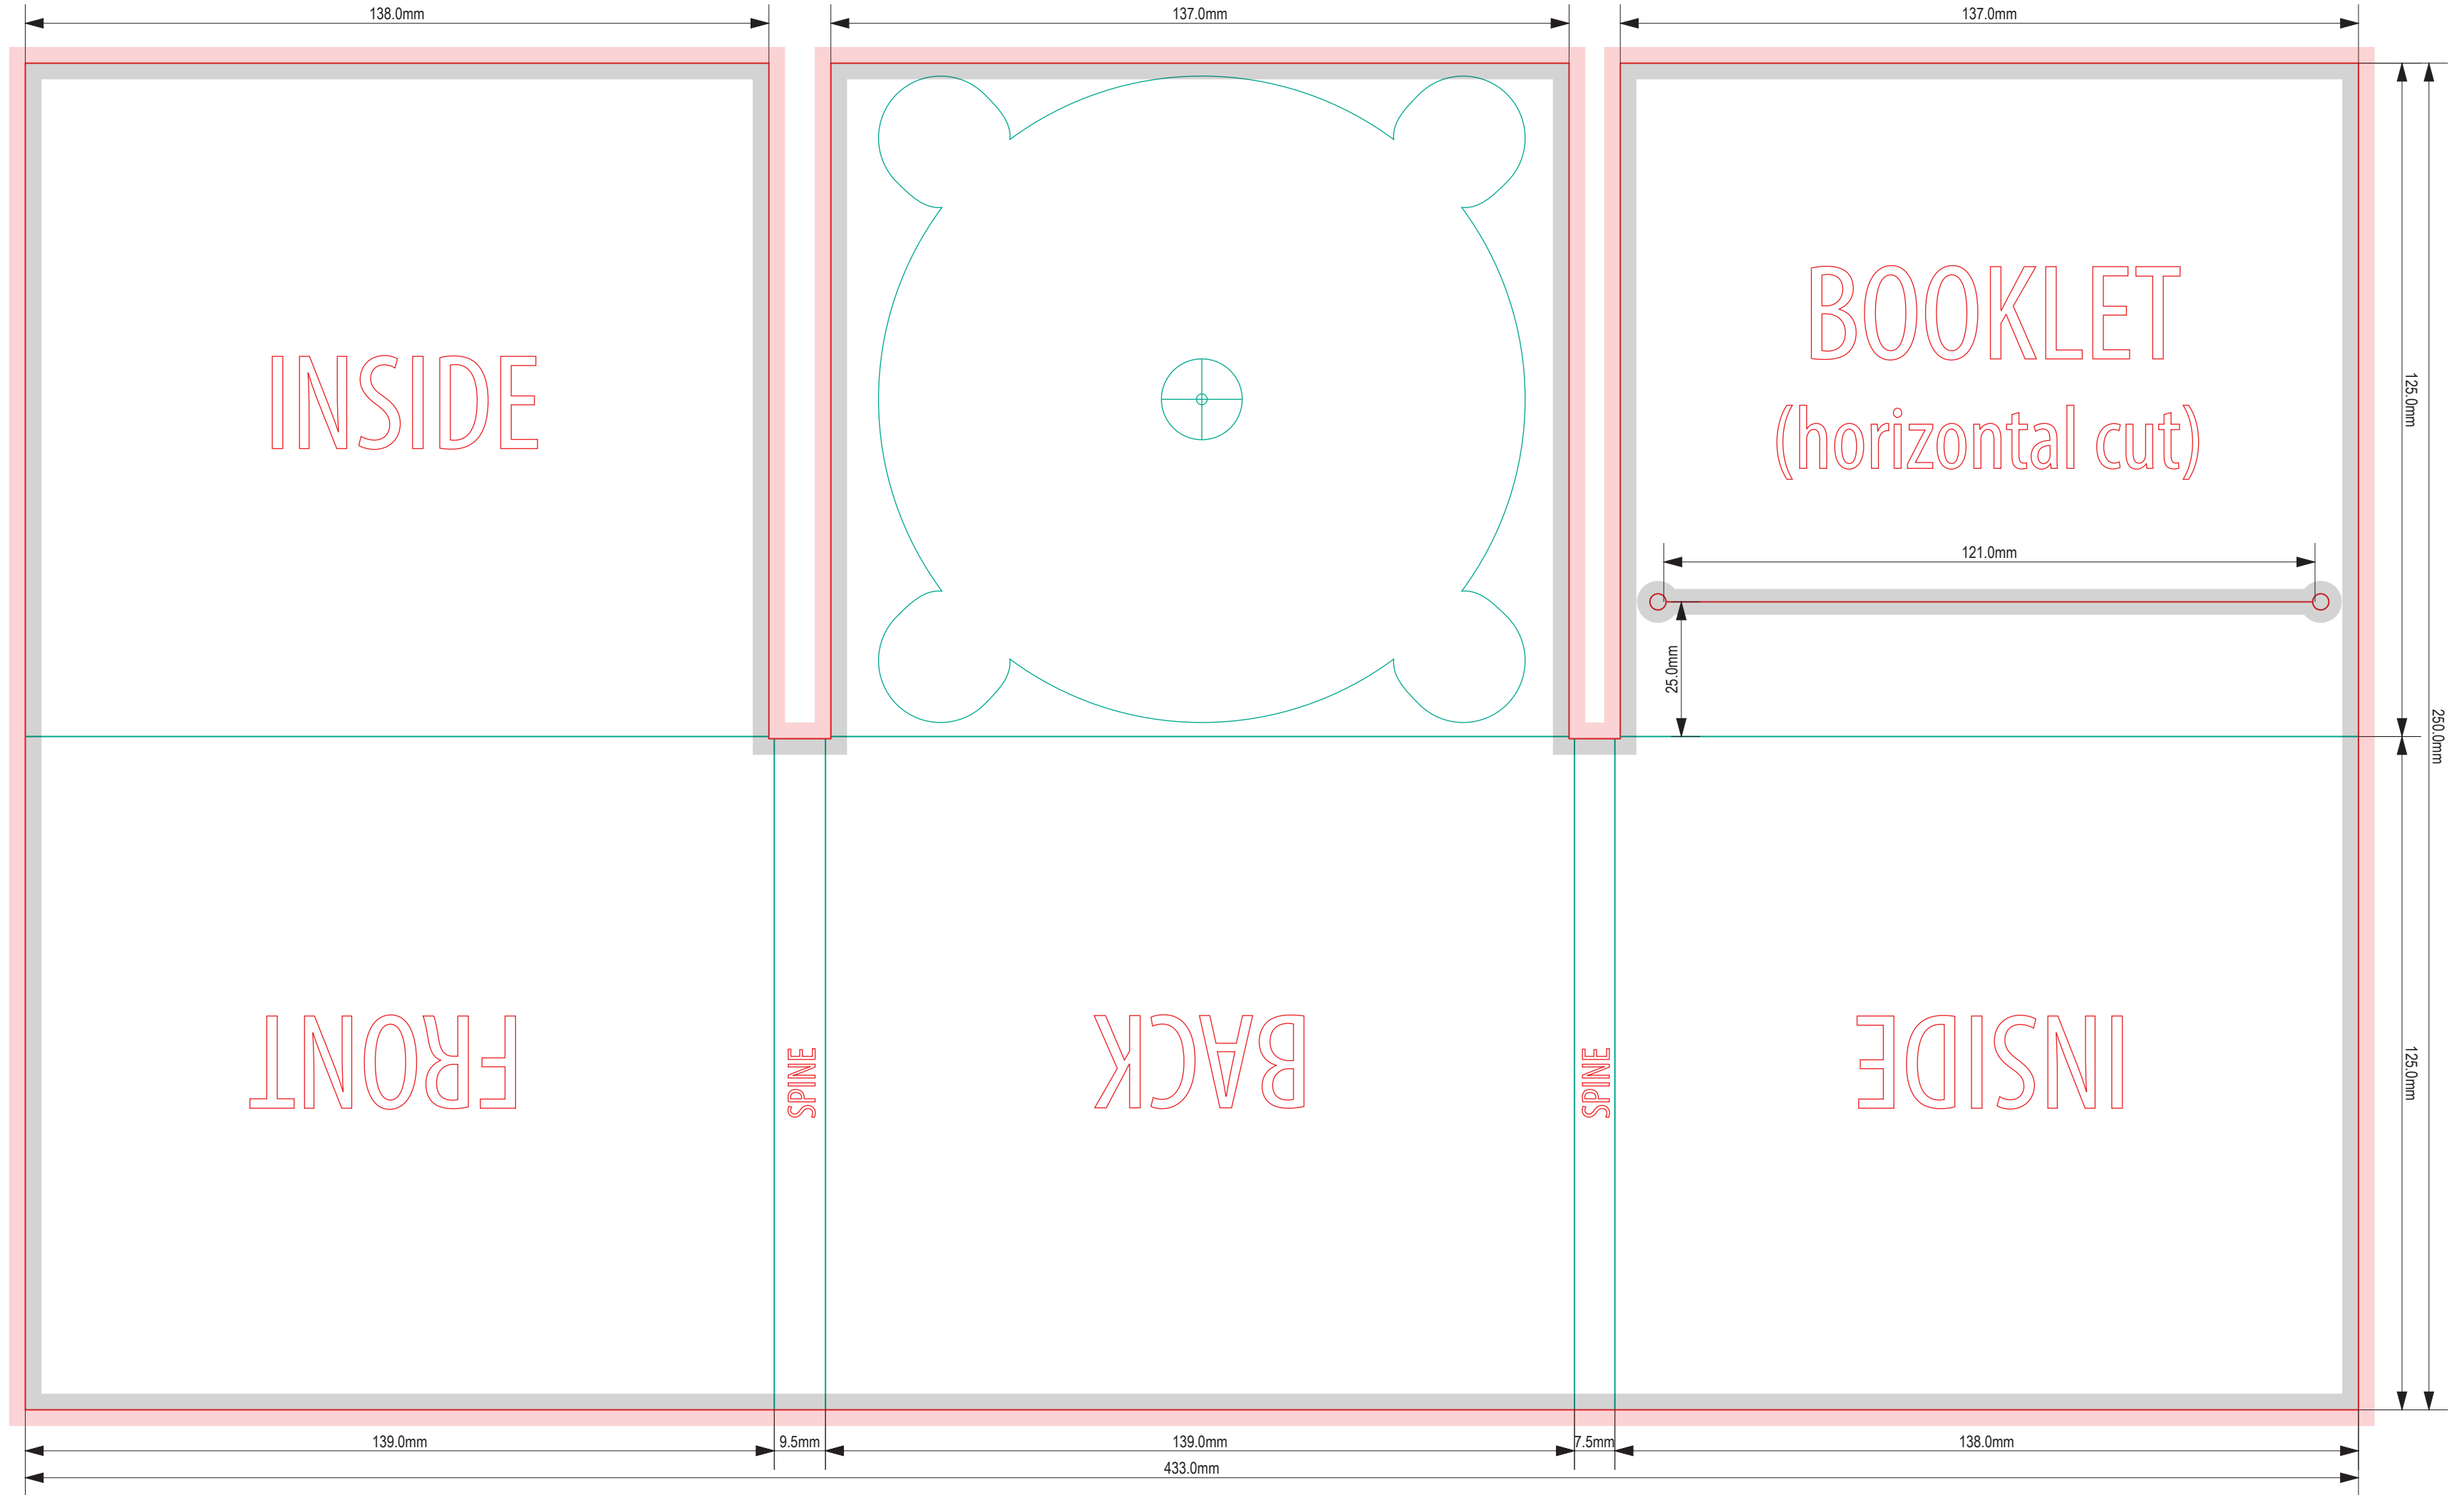 138.0mm
137.0mm
137.0mm
INSIDE
BOOKLET
(horizontal cut)
121.0mm
25.0mm
125.0mm
250.0mm
FRONT
SPINE
BACK
SPINE
INSIDE
125.0mm
139.0mm
9.5mm
139.0mm
7.5mm
138.0mm
433.0mm